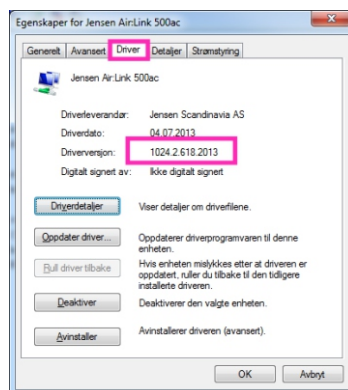 Egenskaper for Jensen Air:Link 500ac
Generelt Avansert Driver Detaljer Strømstyring
Jensen Air:Link 500ac
Driverleverandør: Jensen Scandinavia AS
Driverdato: 04.07.2013
Driverversjon: 1024.2.618.2013
Digitalt signert av: Ikke digitalt signert
Driverdetaljer Viser detaljer om driverfilene.
Oppdater driver... Oppdaterer driverprogramvaren til denne
enheten.
Rull driver tilbake Hvis enheten mislykkes etter at driveren er
oppdatert, ruller du tilbake til den tidligere
installerte driveren.
Deaktiver Deaktiverer den valgte enheten.
Avinstaller Avinstallerer driveren (avansert).
OK Avbryt